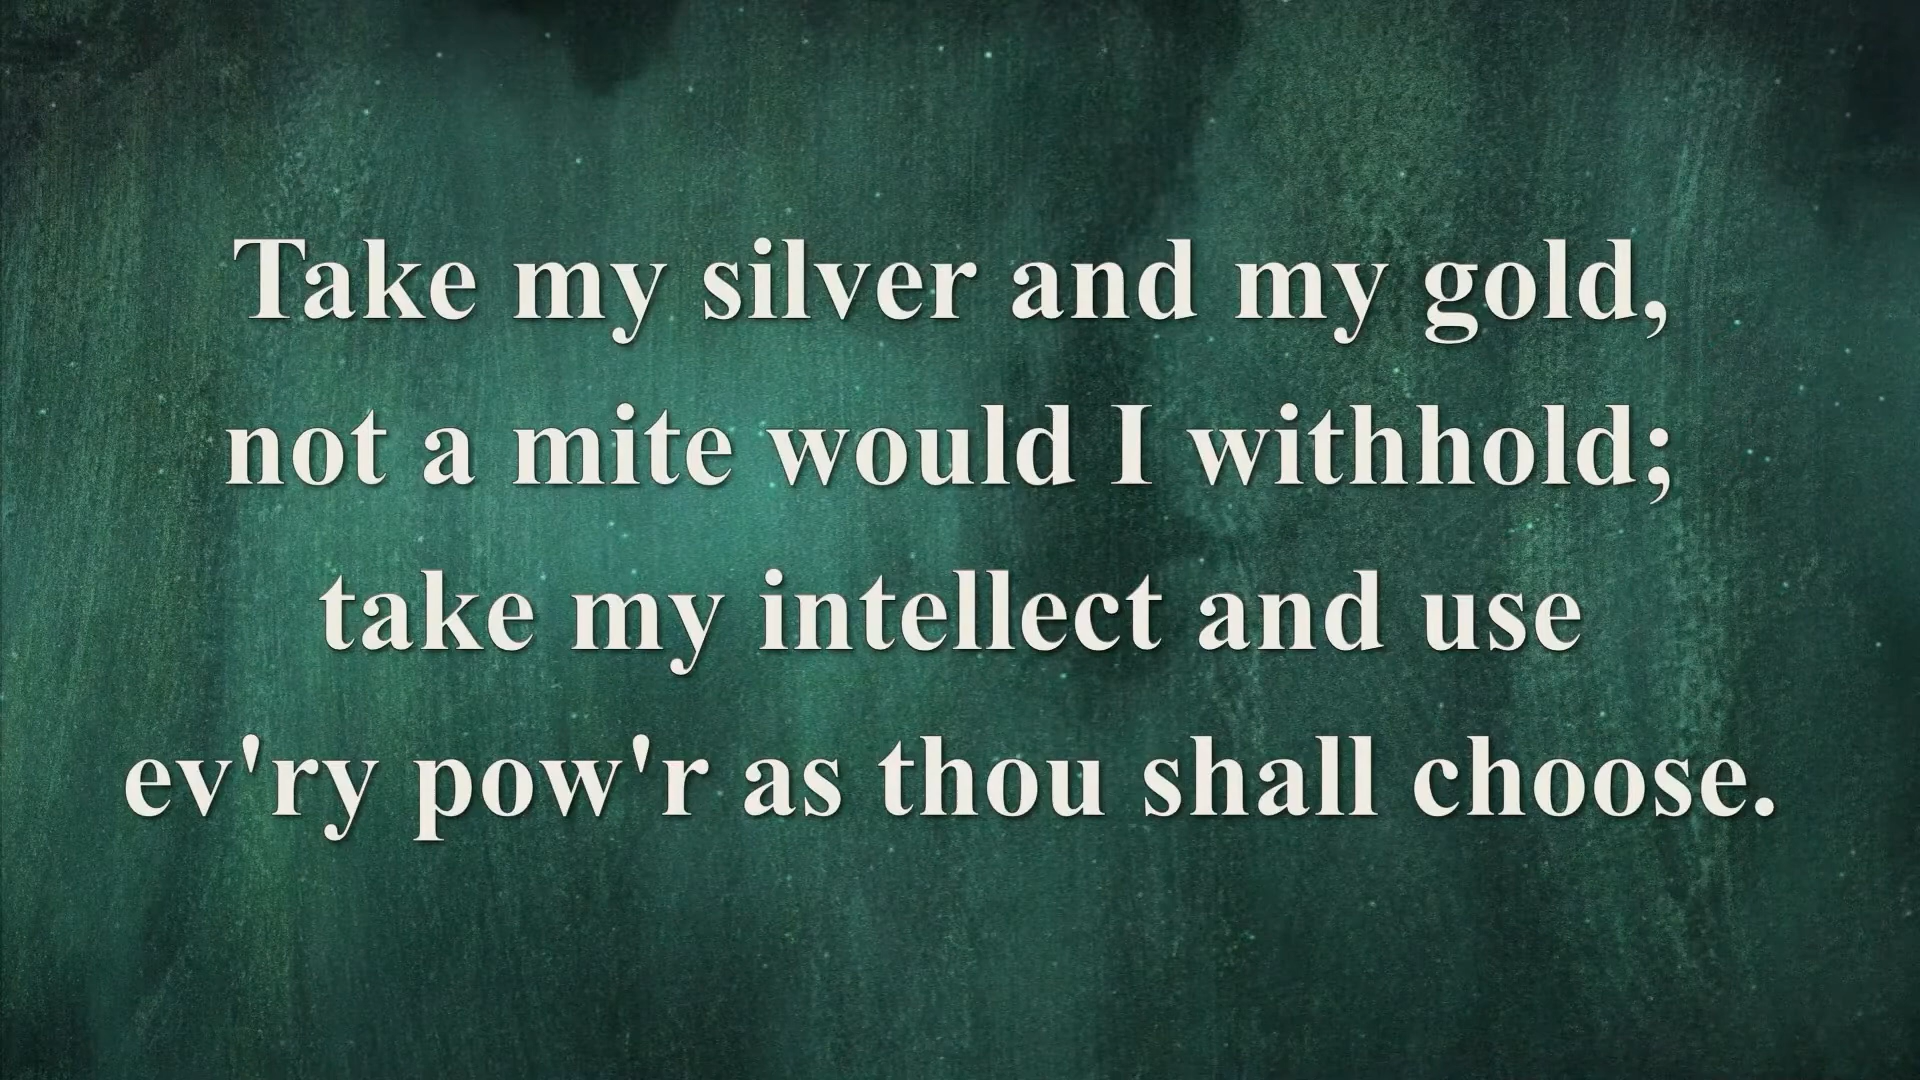 Take my silver and my gold,
not a mite would I withhold;
take my intellect and use
ev'ry pow'r as thou shall choose.